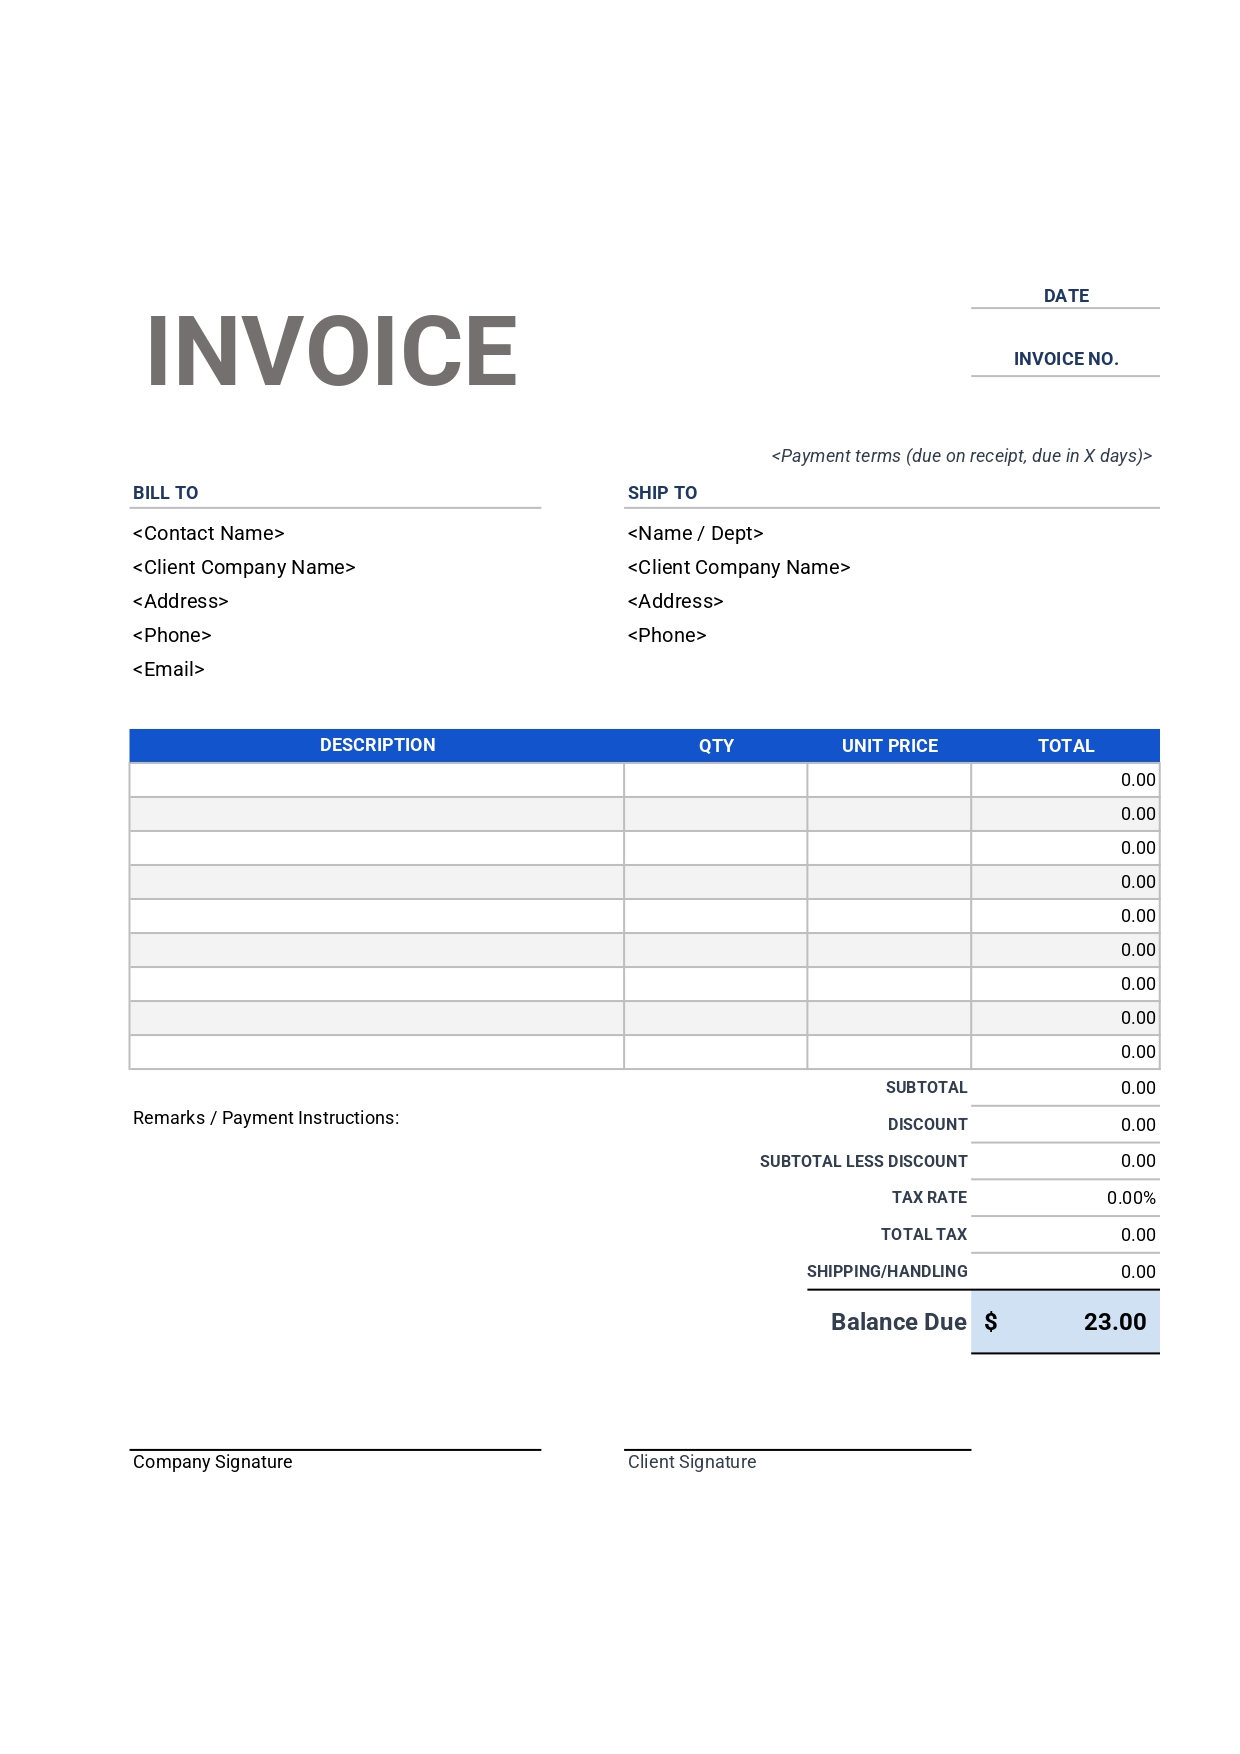 DATE
INVOICE
INVOICE NO.
<Payment terms (due on receipt, due in X days)>
BILL TO
<Contact Name>
<Client Company Name>
<Address>
<Phone>
<Email>
SHIP TO
<Name / Dept>
<Client Company Name>
<Address>
<Phone>
DESCRIPTION QTY UNIT PRICE TOTAL
0.00
0.00
0.00
0.00
0.00
0.00
0.00
0.00
0.00
SUBTOTAL 0.00
Remarks / Payment Instructions:
DISCOUNT 0.00
SUBTOTAL LESS DISCOUNT 0.00
TAX RATE 0.00%
TOTAL TAX 0.00
SHIPPING/HANDLING 0.00
Balance Due $ 23.00
Company Signature Client Signature